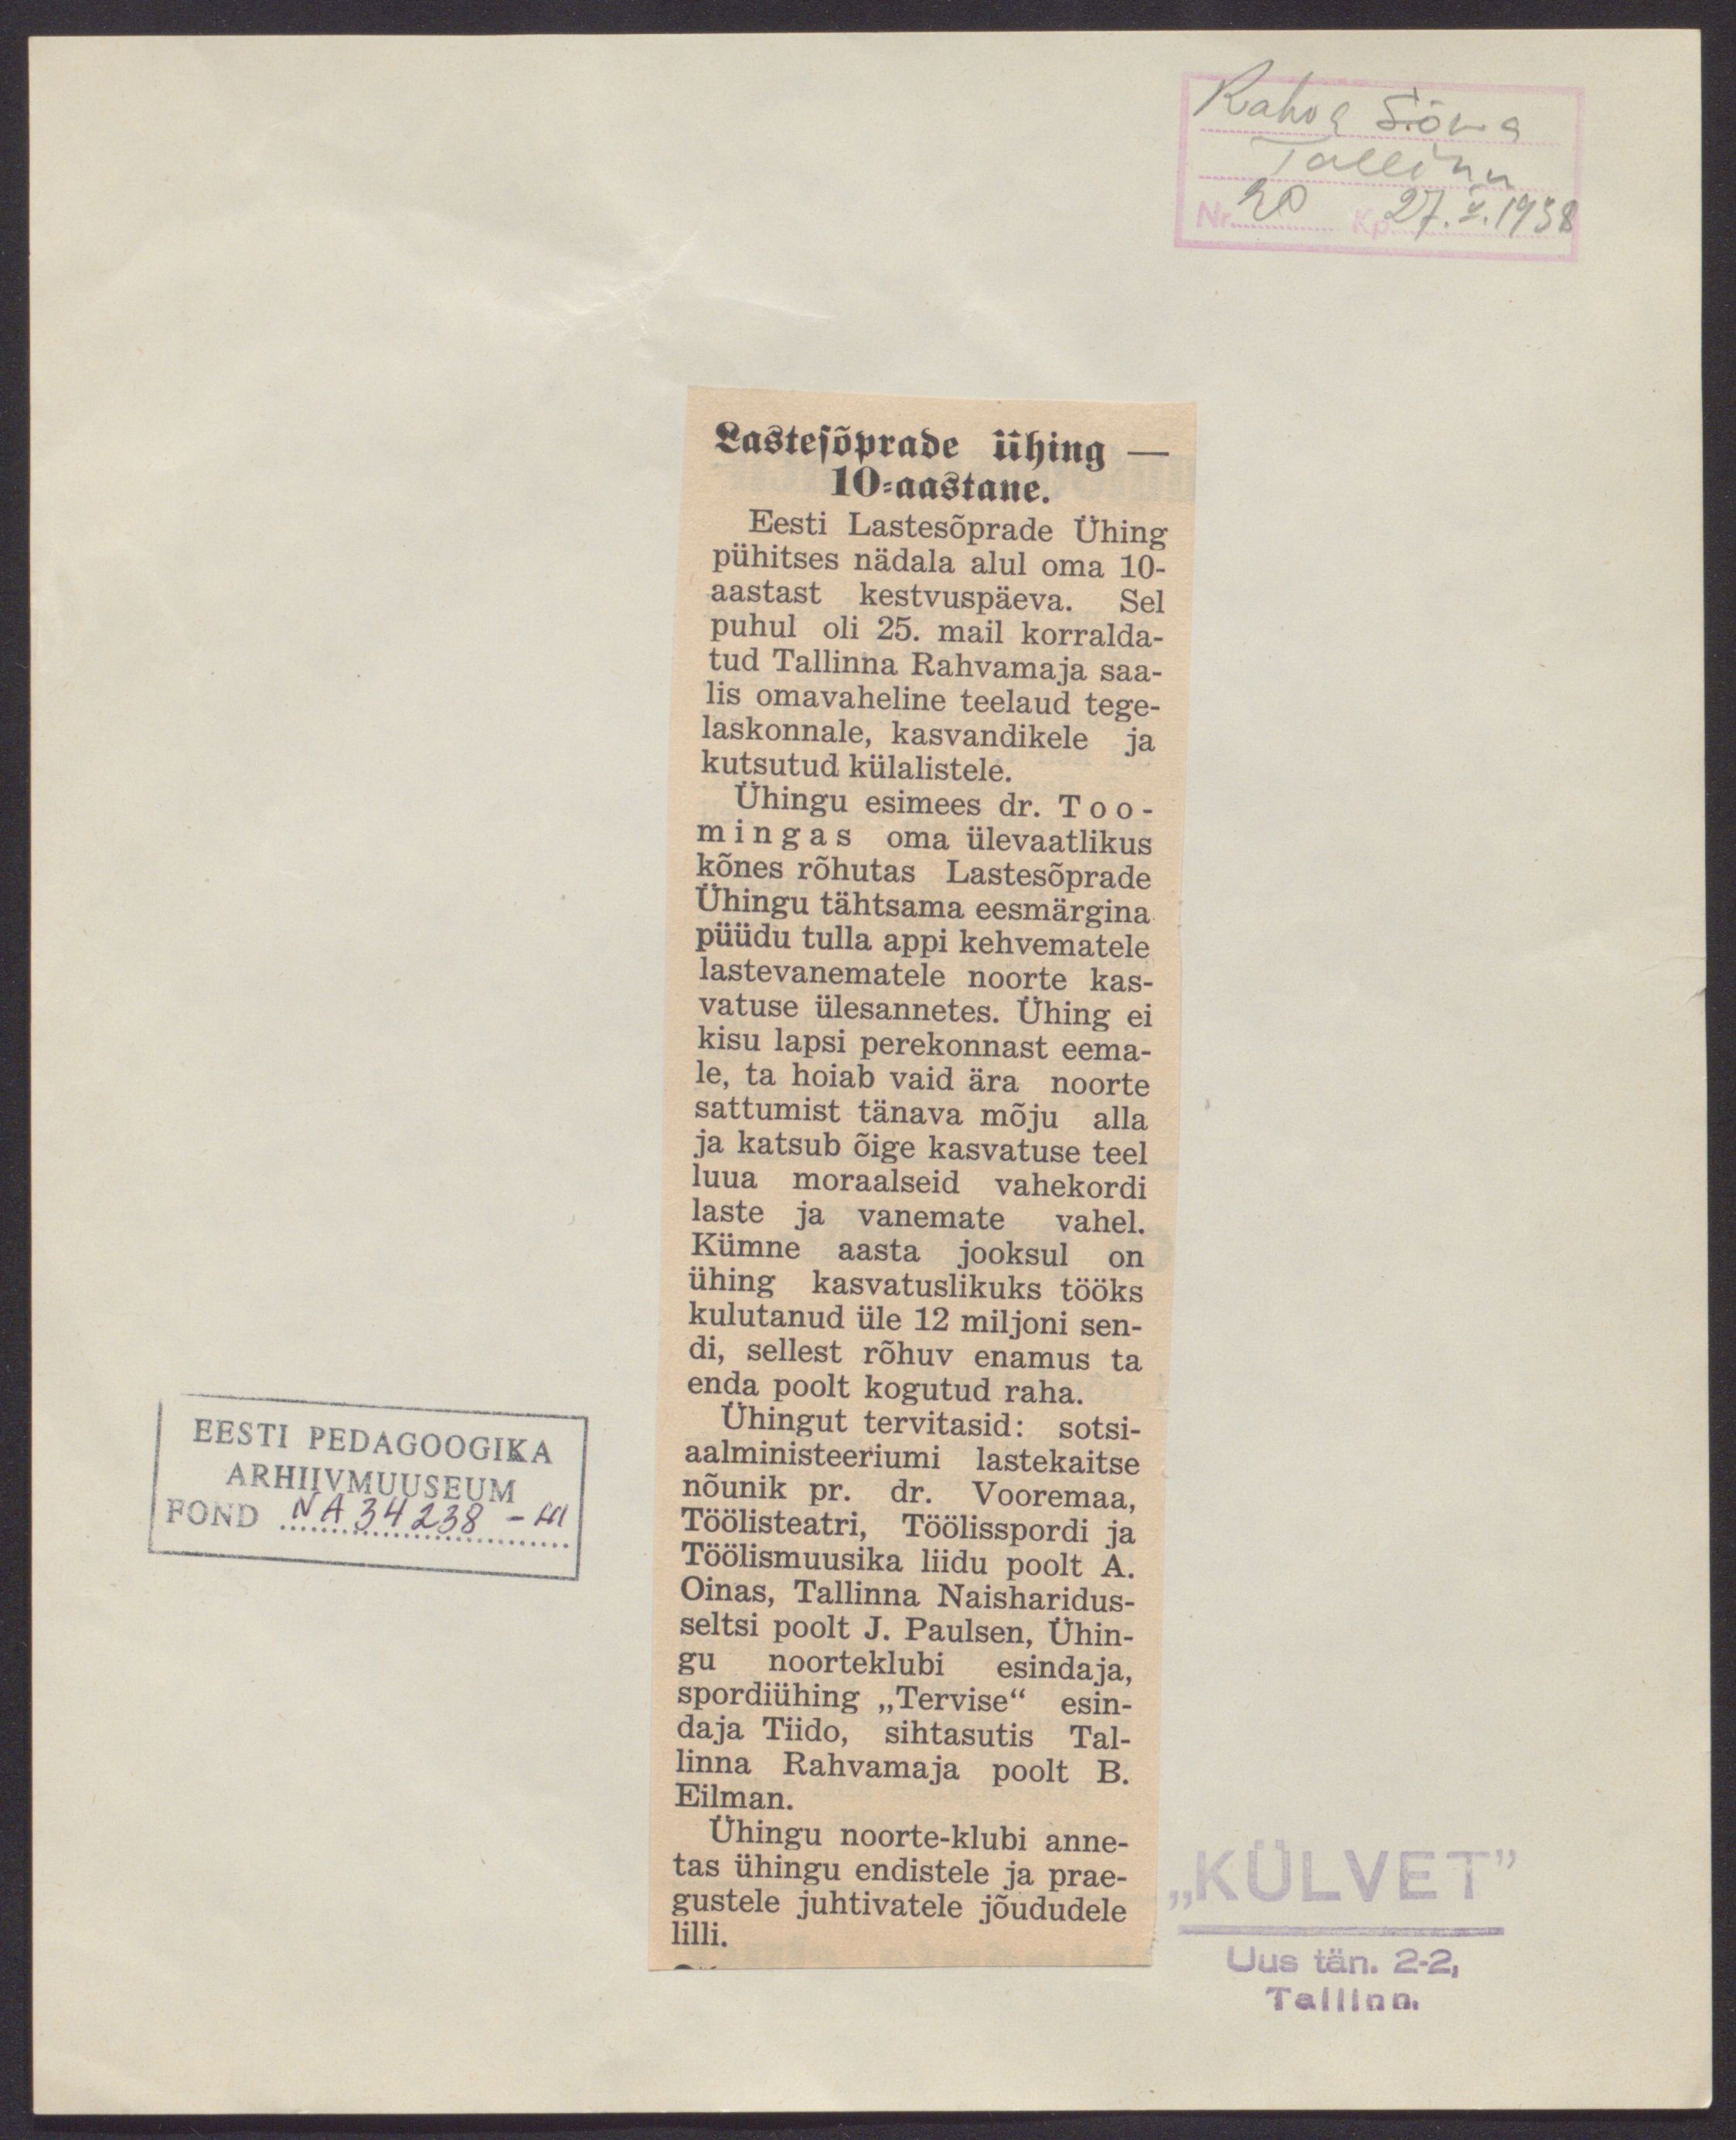 Rahva Sõna
Tallinn
Nr. 20 Kp. 27.V.1938
Lastesõprade ühing —
10-aastane.
Eesti Lastesõprade Ühing
pühitses nädala alul oma 10-
aastast kestvuspäeva. Sel
puhul oli 25. mail korralda-
tud Tallinna Rahvamaja saa-
lis omavaheline teelaud tege-
laskonnale, kasvandikele ja
kutsutud külalistele.
Ühingu esimees dr. Too-
mingas oma ülevaatlikus
kõnes rõhutas Lastesõprade
Ühingu tähtsama eesmärgina
püüdu tulla appi kehvematele
lastevanematele noorte kas-
vatuse ülesannetes. Ühing ei
kisu lapsi perekonnast eema-
le, ta hoiab vaid ära noorte
sattumist tänava mõju alla
ja katsub õige kasvatuse teel
luua moraalseid vahekordi
laste ja vanemate vahel.
Kümne aasta jooksul on
ühing kasvatuslikuks tööks
kulutanud üle 12 miljoni sen-
di, sellest rõhuv enamus ta
enda poolt kogutud raha.
Ühingut tervitasid: sotsi-
aalministeeriumi lastekaitse
nõunik pr. dr. Vooremaa,
Töölisteatri, Töölisspordi ja
Töölismuusika liidu poolt A.
Oinas, Tallinna Naisharidus-
seltsi poolt J. Paulsen, Ühin-
gu noorteklubi esindaja,
spordiühing „Tervise“ esin-
daja Tiido, sihtasutis Tal-
linna Rahvamaja poolt B.
Eilman.
Ühingu noorte-klubi anne-
tas ühingu endistele ja prae-
gustele juhtivatele jõududele
lilli.
EESTI PEDAGOOGIKA
ARHIIVMUUSEUM
FOND NA 34238
„KÜLVET”
Uus tän. 2-2,
Tallinn.